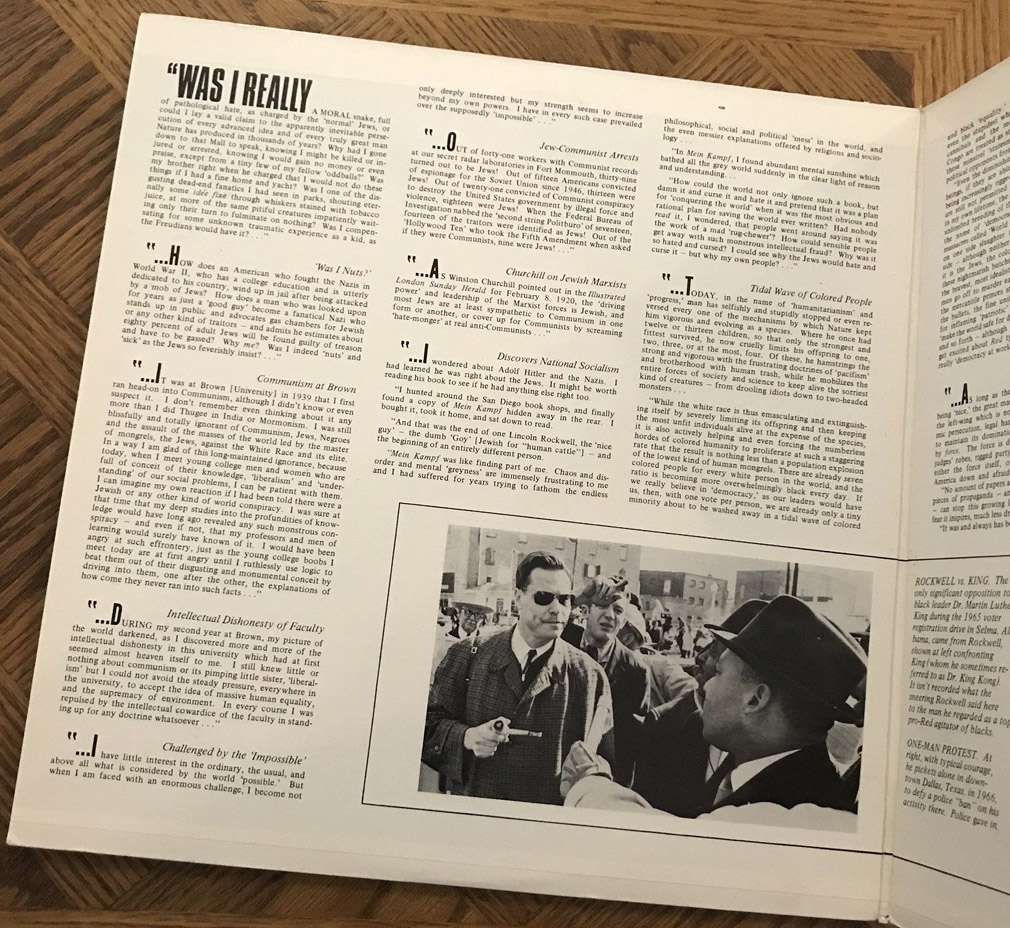 "WAS I REALLY
A MORAL snake, full
of pathological hate, as charged by the 'normal' Jews, or
could I lay a valid claim to the apparently inevitable perse-
cution of every advanced idea and of every truly great man
Nature has produced in thousands of years? Why had I gone
down to that Mall to speak, knowing I might be killed or in-
jured or arrested, knowing I would gain no money or even
praise, except from a tiny few of my fellow 'oddballs?' Was
my brother right when he charged that I would not do these
things if I had a fine home and yacht? Was I one of the dis-
gusting dead-end fanatics I had seen in parks, shouting eter-
nally some idée fixe through whiskers stained with tobacco
juice, at more of the same pitiful creatures impatiently wait-
ing only their turn to fulminate on nothing? Was I compen-
sating for some unknown traumatic experience as a kid, as
the Freudians would have it? . . ."
'Was I Nuts?'
"...HOW does an American who fought the Nazis in
World War II, who has a college education and is utterly
dedicated to his country, wind up in jail after being attacked
by a mob of Jews? How does a man who was looked upon
for years as just a 'good guy' become a fanatical Nazi who
stands up in public and advocates gas chambers for Jewish
or any other kind of traitors – and admits he estimates about
eighty percent of adult Jews will be found guilty of treason
and have to be gassed? Why me? Was I indeed 'nuts' and
'sick' as the Jews so feverishly insist? . . ."
Communism at Brown
"...IT was at Brown [University] in 1939 that I first
ran head-on into Communism, although I didn't know or even
suspect it. I don't remember even thinking about it any
more than I did Thugee in India or Mormonism. I was still
blissfully and totally ignorant of Communism, Jews, Negroes
and the assault of the masses of the world led by the master
of mongrels, the Jews, against the White Race and its elite.
In a way I am glad of this long-maintained ignorance, because
today, when I meet young college men and women who are
full of conceit of their knowledge, 'liberalism' and 'under-
standing' of our social problems, I can be patient with them.
I can imagine my own reaction if I had been told there were a
Jewish or any other kind of world conspiracy. I was sure at
that time that my deep studies into the profundities of know-
ledge would have long ago revealed any such monstrous con-
spiracy – and even if not, that my professors and men of
learning would surely have known of it. I would have been
angry at such effrontery, just as the young college boobs I
meet today are at first angry until I ruthlessly use logic to
beat them out of their disgusting and monumental conceit by
driving into them, one after the other, the explanations of
how come they never ran into such facts . . ."
Intellectual Dishonesty of Faculty
"...DURING my second year at Brown, my picture of
the world darkened, as I discovered more and more of the
intellectual dishonesty in this university which had at first
seemed almost heaven itself to me. I still knew little or
nothing about communism or its pimping little sister, 'liberal-
ism' but I could not avoid the steady pressure, everywhere in
the university, to accept the idea of massive human equality,
and the supremacy of environment. In every course I was
repulsed by the intellectual cowardice of the faculty in stand-
ing up for any doctrine whatsoever . . ."
Challenged by the 'Impossible'
"...I have little interest in the ordinary, the usual, and
above all what is considered by the world 'possible.' But
when I am faced with an enormous challenge, I become not
only deeply interested but my strength seems to increase
beyond my own powers. I have in every such case prevailed
over the supposedly 'impossible' . . ."
Jew-Communist Arrests
"...OUT of forty-one workers with Communist records
at our secret radar laboratories in Fort Monmouth, thirty-nine
turned out to be Jews! Out of fifteen Americans convicted
of espionage for the Soviet Union since 1946, thirteen were
Jews! Out of twenty-one convicted of Communist conspiracy
to destroy the United States government by illegal force and
violence, eighteen were Jews! When the Federal Bureau of
Investigation nabbed the 'second string Politburo' of seventeen,
fourteen of the traitors were identified as Jews! Out of the
'Hollywood Ten' who took the Fifth Amendment when asked
if they were Communists, nine were Jews! . . ."
Churchill on Jewish Marxists
"...AS Winston Churchill pointed out in the Illustrated
London Sunday Herald for February 8, 1920, the 'driving
power' and leadership of the Marxist forces is Jewish, and
most Jews are at least sympathetic to Communism in one
form or another, or cover up for Communists by screaming
'hate-monger' at real anti-Communists . . ."
Discovers National Socialism
"...I wondered about Adolf Hitler and the Nazis. I
had learned he was right about the Jews. It might be worth
reading his book to see if he had anything else right too.
"I hunted around the San Diego book shops, and finally
found a copy of Mein Kampf hidden away in the rear. I
bought it, took it home, and sat down to read.
"And that was the end of one Lincoln Rockwell, the 'nice
guy' – the dumb 'Goy' [Jewish for "human cattle"] – and
the beginning of an entirely different person.
"Mein Kampf was like finding part of me. Chaos and dis-
order and mental 'greyness' are immensely frustrating to me
and I had suffered for years trying to fathom the endless
philosophical, social and political 'mess' in the world, and
the even messier explanations offered by religions and socio-
logy . . .
"In Mein Kampf, I found abundant mental sunshine which
bathed all the grey world suddenly in the clear light of reason
and understanding. . .
"How could the world not only ignore such a book, but
damn it and curse it and hate it and pretend that it was a plan
for 'conquering the world' when it was the most obvious and
rational plan for saving the world ever written? Had nobody
read it, I wondered, that people went around saying it was
the work of a mad 'rug-chewer'? How could sensible people
get away with such monstrous intellectual fraud? Why was it
so hated and cursed? I could see why the Jews would hate and
curse it – but why my own people? . . ."
Tidal Wave of Colored People
"...TODAY, in the name of 'humanitarianism' and
'progress,' man has selfishly and stupidly stopped or even re-
versed every one of the mechanisms by which Nature kept
him vigorous and evolving as a species. Where he once had
twelve or thirteen children, so that only the strongest and
fittest survived, he now cruelly limits his offspring to one,
two, three, or at the most, four. Of these, he hamstrings the
strong and vigorous with the frustrating doctrines of 'pacifism'
and brotherhood with human trash, while he mobilizes the
entire forces of society and science to keep alive the sorriest
kind of creatures – from drooling idiots down to two-headed
monsters . . . .
"While the white race is thus emasculating and extinguish-
ing itself by severely limiting its offspring and then keeping
the most unfit individuals alive at the expense of the species,
it is also actively helping and even forcing the numberless
hordes of colored humanity to proliferate at such a staggering
rate that the result is nothing less than a population explosion
of the lowest kind of human mongrels. There are already seven
colored people for every white person in the world, and the
ratio is becoming more overwhelmingly black every day. If
we really believe in 'democracy,' as our leaders would have
us, then, with one vote per person, we are already only a tiny
minority about to be washed away in a tidal wave of colored
and black 'equality'.
"...As long as the
being 'nice,' the great
the left-wing which is
to maintain its domination
by force. The force
judges' robes, rigged
either the force itself,
America down and
"No amount of papers
pieces of propaganda – an
– can stop this growing
fear it inspires, much less
"It was and always has be
ROCKWELL vs. KING. The
only significant opposition to
black leader Dr. Martin Luthe
King during the 1965 voter
registration drive in Selma, Al
bama, came from Rockwell,
shown at left confronting
King (whom he sometimes re-
ferred to as Dr. King Kong).
It isn't recorded what the
sneering Rockwell said here
to the man he regarded as a top
pro-Red agitator of blacks.
ONE-MAN PROTEST. At
right, with typical courage,
he pickets alone in down-
town Dallas, Texas, in 1966,
to defy a police "ban" on his
activity there. Police gave in.